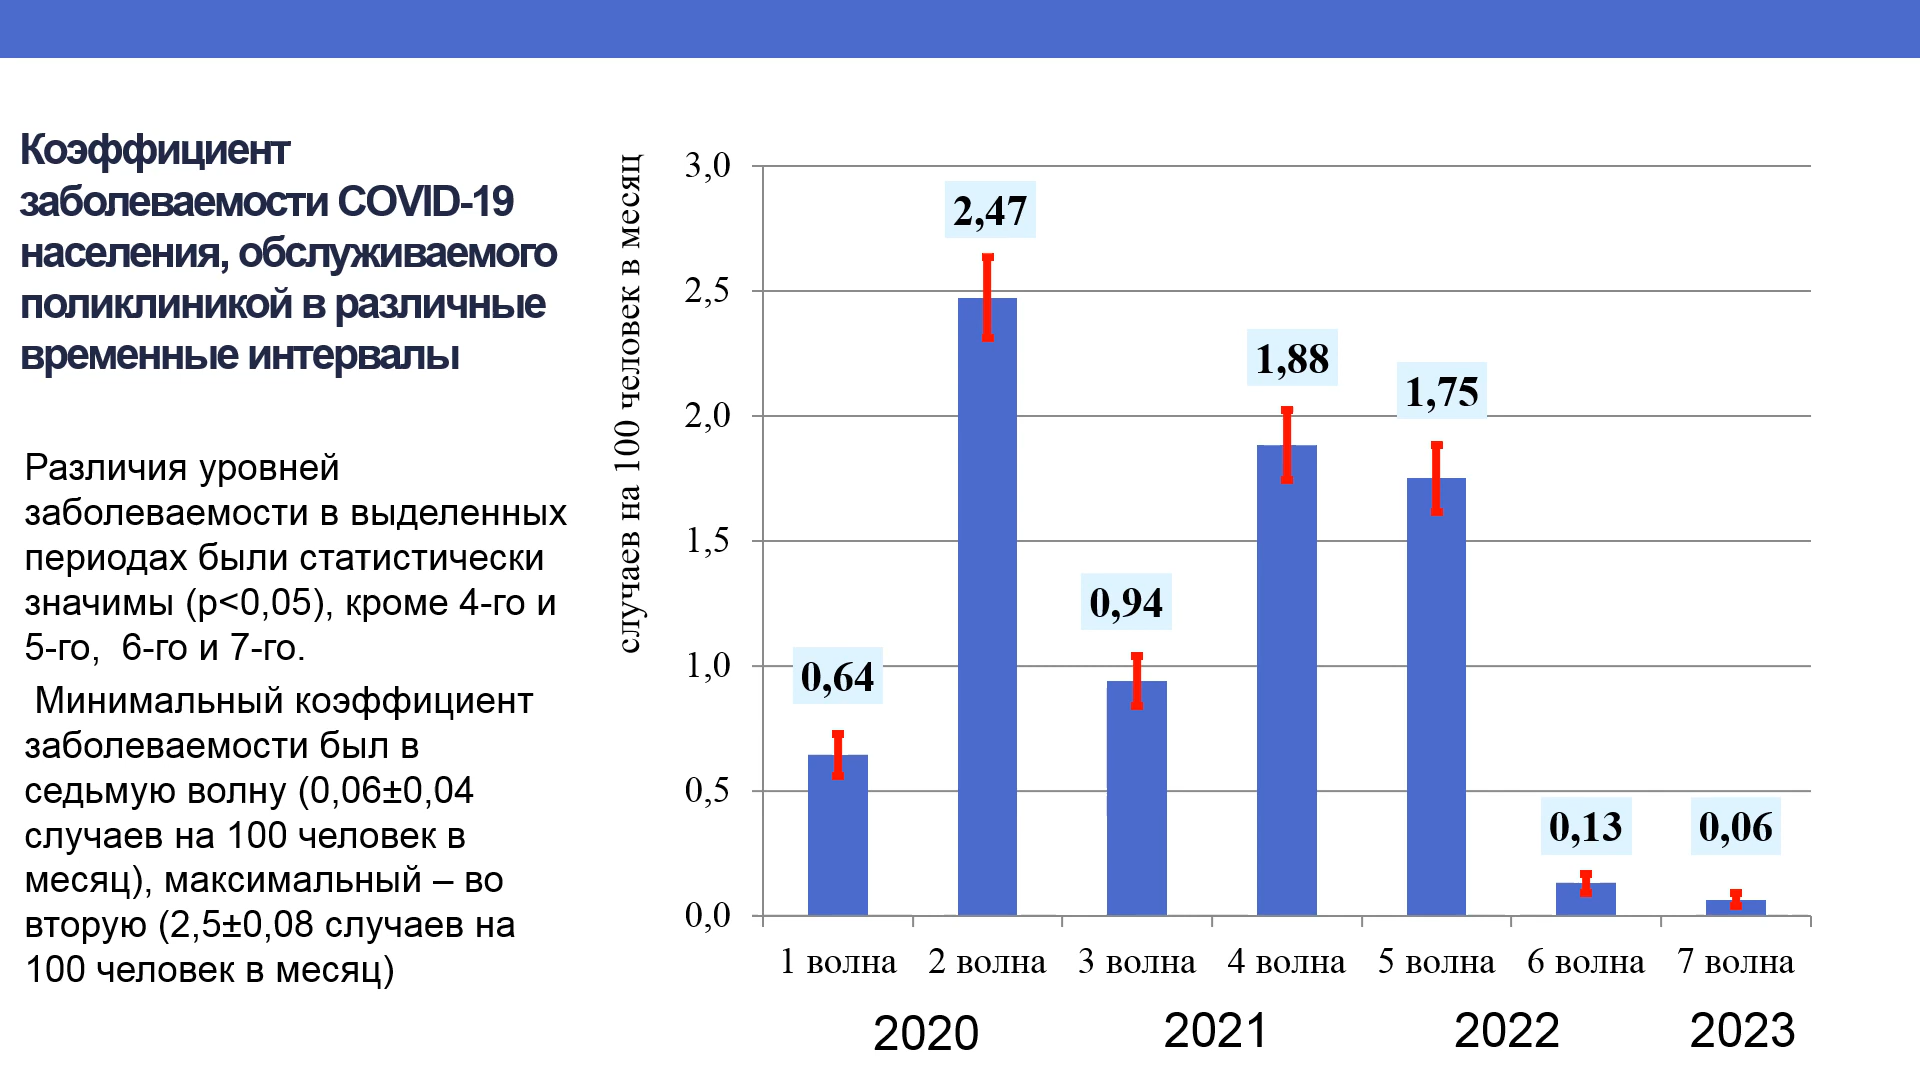 Коэффициент
заболеваемости COVID-19
населения, обслуживаемого
поликлиникой в различные
временные интервалы
Различия уровней
заболеваемости в выделенных
периодах были статистически
значимы (p<0,05), кроме 4-го и
5-го,  6-го и 7-го.
Минимальный коэффициент
заболеваемости был в
седьмую волну (0,06±0,04
случаев на 100 человек в
месяц), максимальный – во
вторую (2,5±0,08 случаев на
100 человек в месяц)
случаев на 100 человек в месяц
3,0
2,5
2,0
1,5
1,0
0,5
0,0
0,64
2,47
0,94
1,88
1,75
0,13
0,06
1 волна 2 волна 3 волна 4 волна 5 волна 6 волна 7 волна
2020 2021 2022 2023